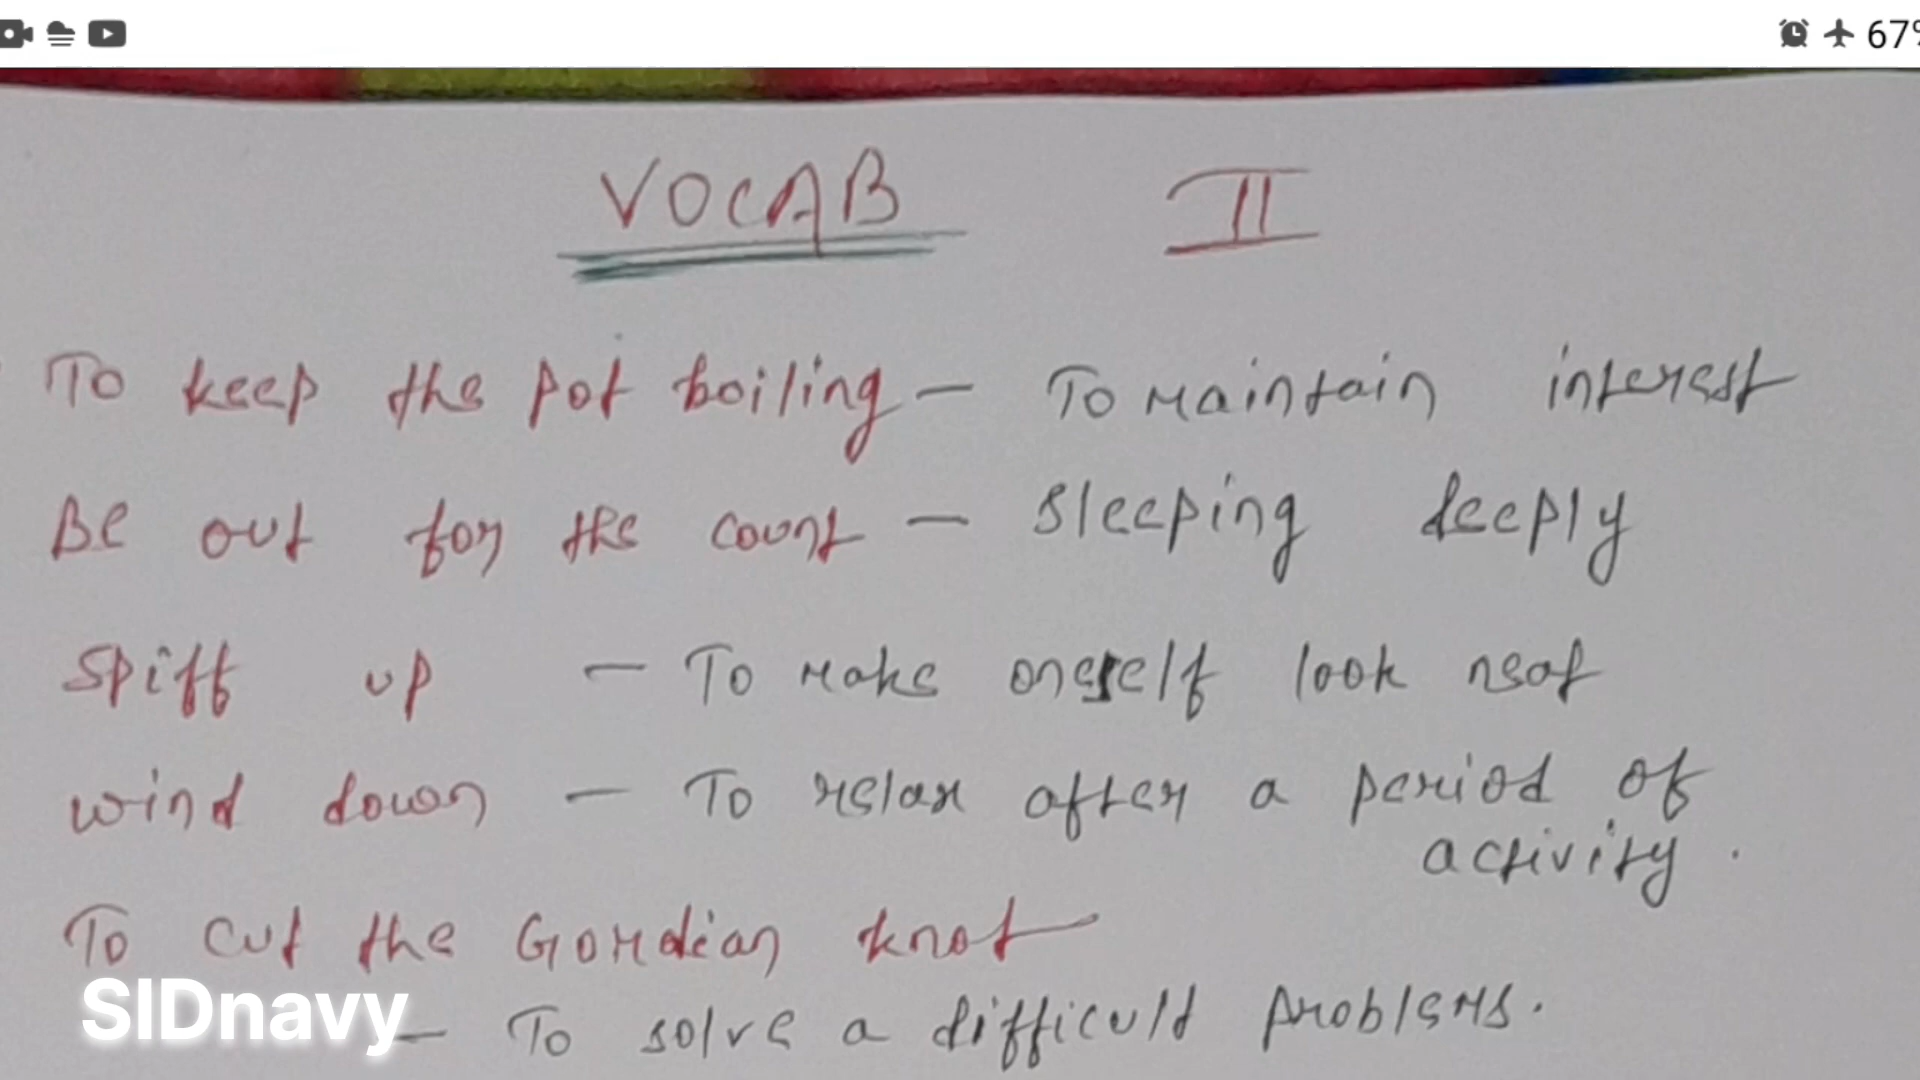 67%
VOCAB II
To keep the pot boiling – To maintain interest
Be out for the count – sleeping deeply
Spiff up – To make oneself look neat
wind down – To relax after a period of
activity.
To cut the Gordian knot
SIDnavy
– To solve a difficult problems.